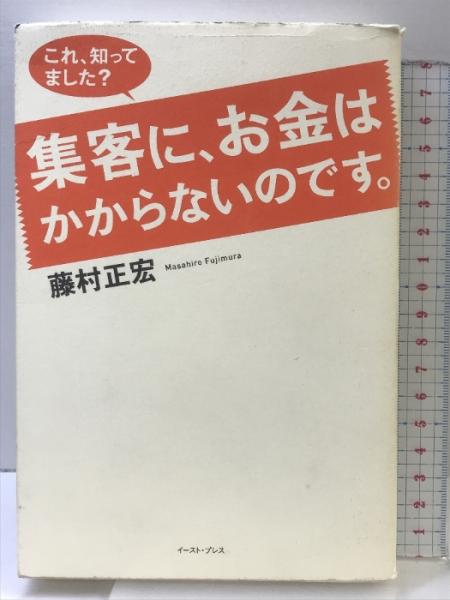 これ、知って
ました?
集客に、お金は
かからないのです。
藤村正宏 Masahiro Fujimura
イースト・プレス